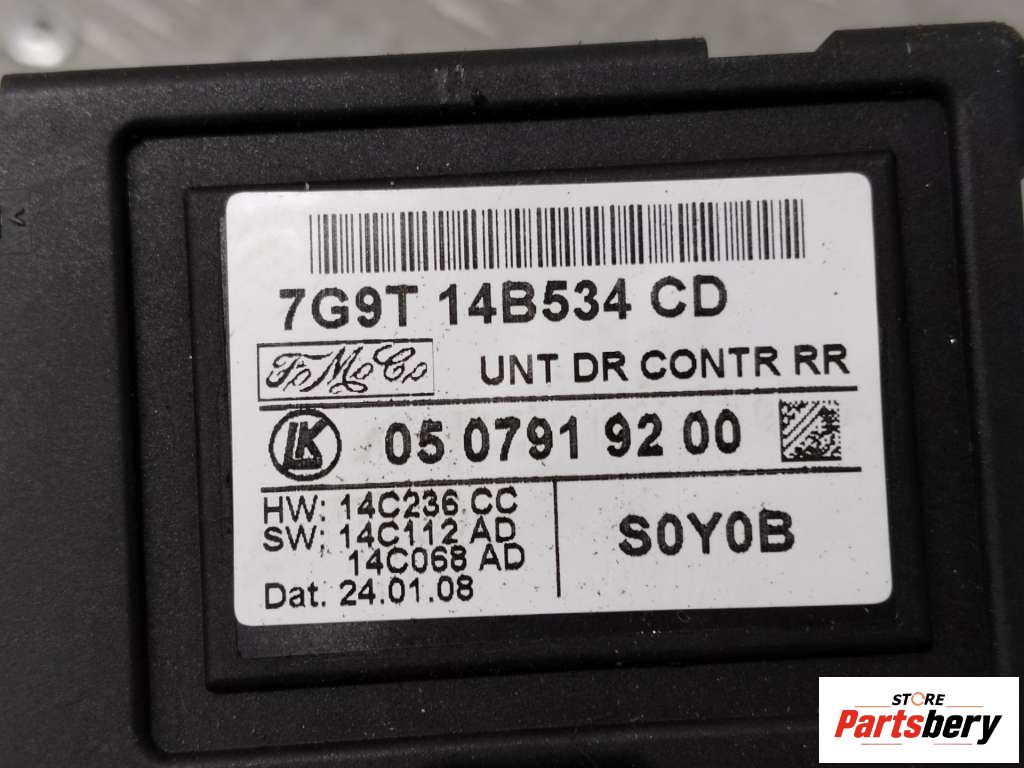 7G9T 14B534 CD
FoMoCo
UNT DR CONTR RR
LK
05 0791 92 00
HW: 14C236 CC
SW: 14C112 AD
14C068 AD
Dat. 24.01.08
S0Y0B
STORE
Partsbery